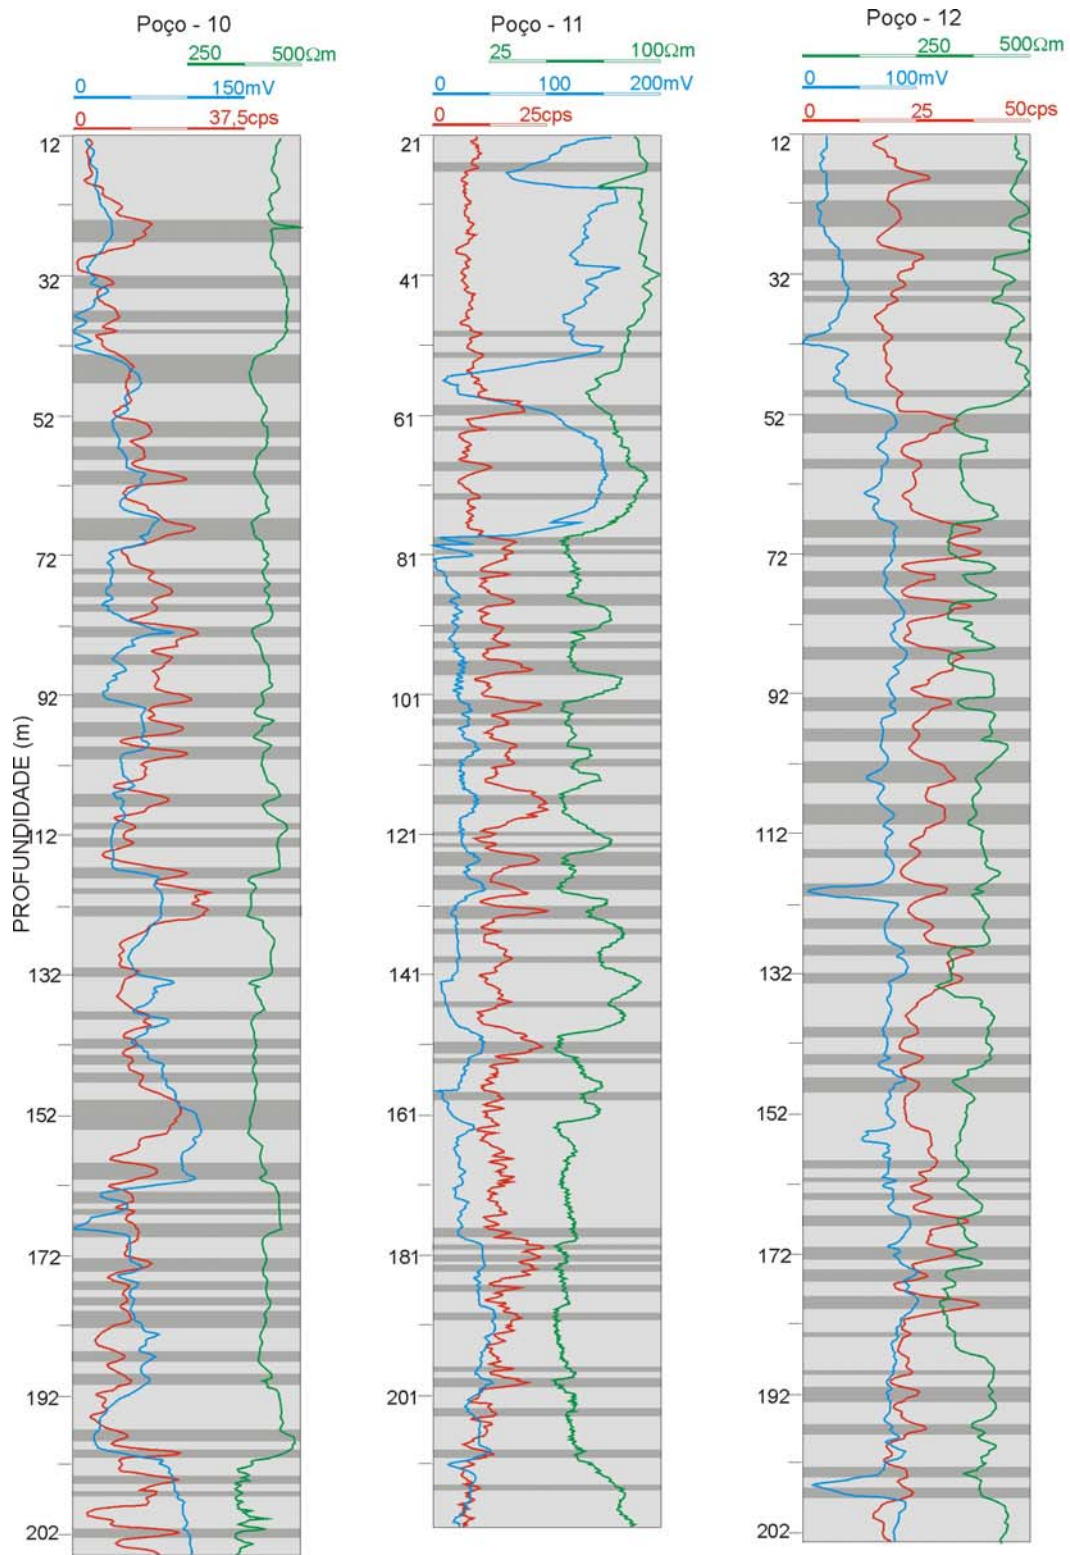 Poço - 10
250 500Ωm
0 150mV
0 37,5cps
12
32
52
72
92
112
132
152
172
192
202
PROFUNDIDADE (m)
Poço - 11
25 100Ωm
0 100 200mV
0 25cps
21
41
61
81
101
121
141
161
181
201
Poço - 12
250 500Ωm
0 100mV
0 25 50cps
12
32
52
72
92
112
132
152
172
192
202